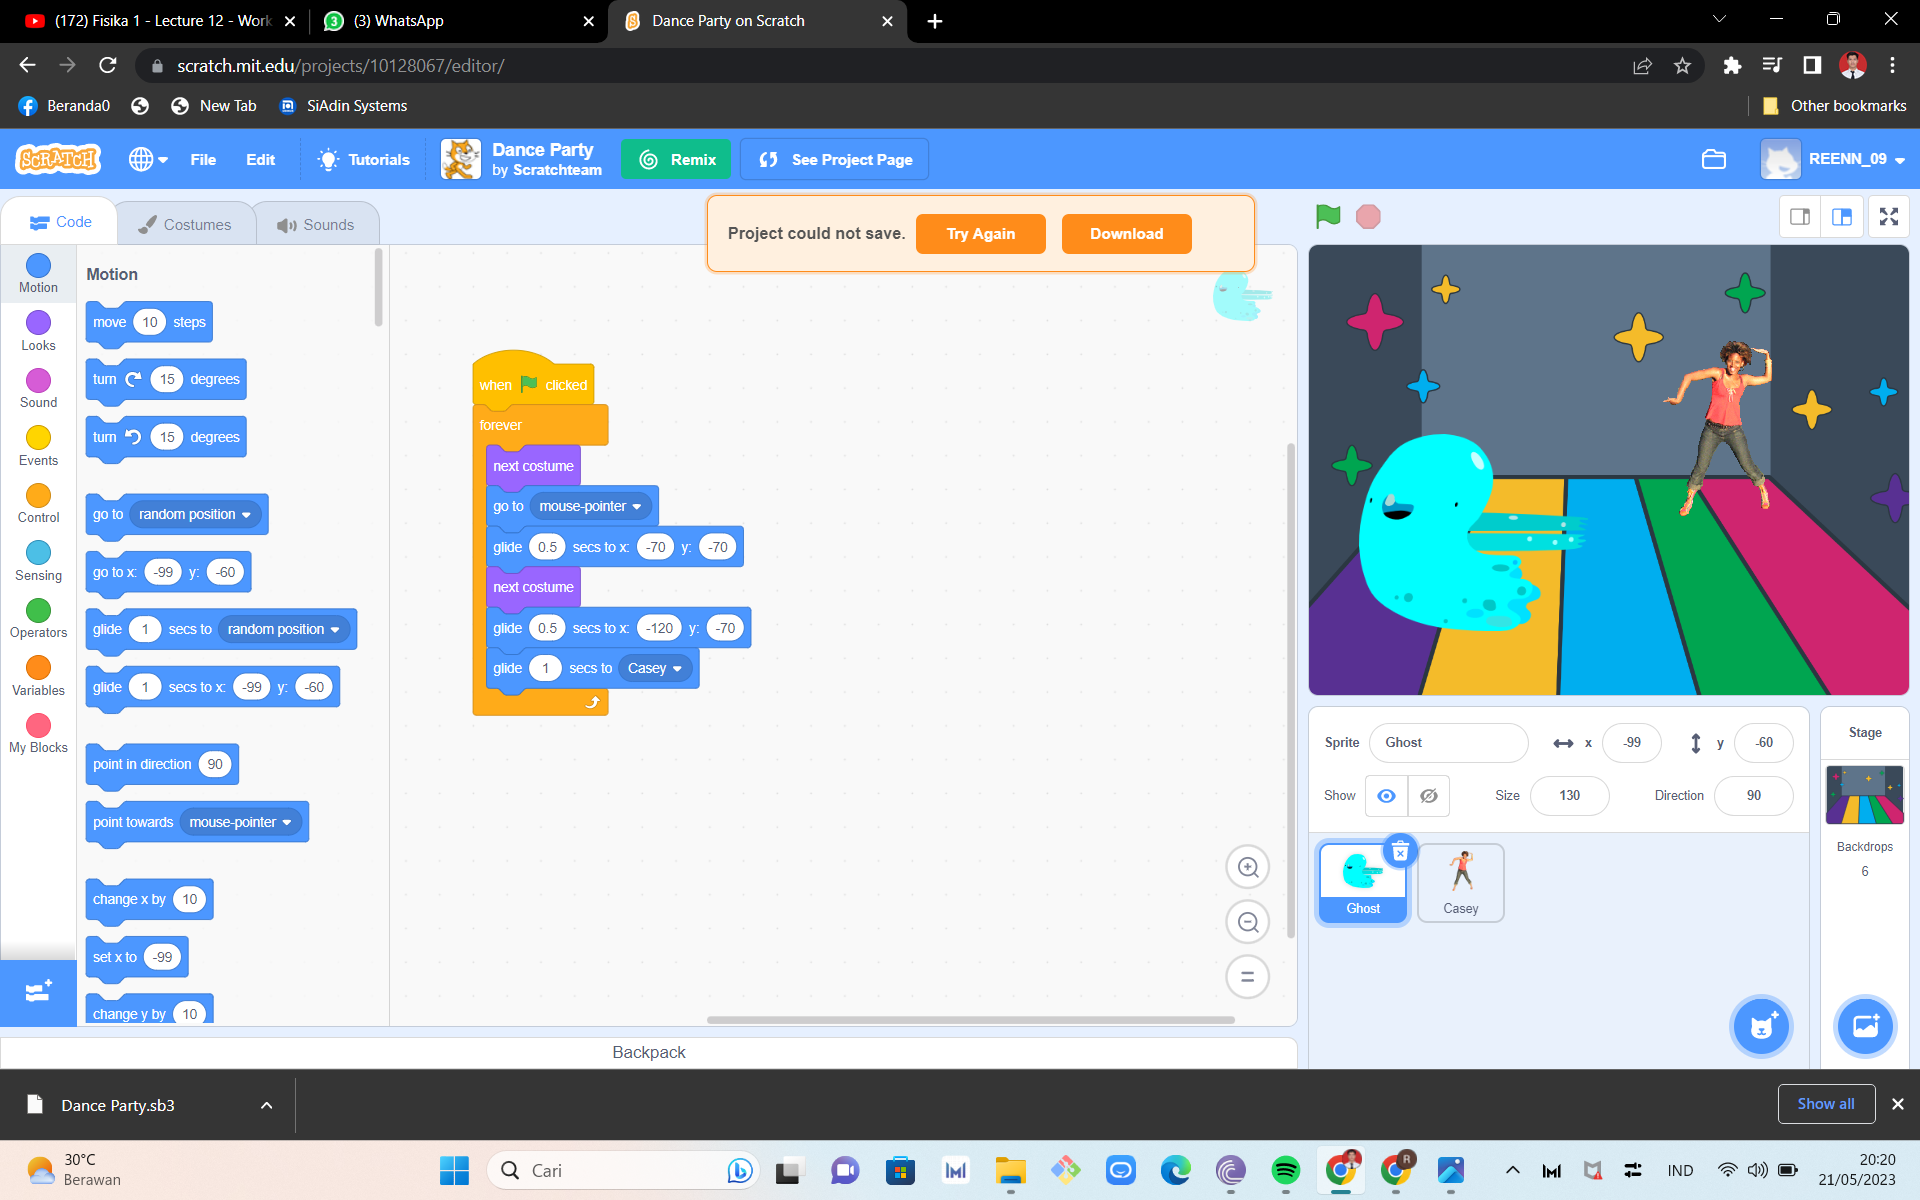 (172) Fisika 1 - Lecture 12 - Work
3
(3) WhatsApp
Dance Party on Scratch
scratch.mit.edu/projects/10128067/editor/
Beranda0
New Tab
SiAdin Systems
Other bookmarks
SCRATCH
File
Edit
Tutorials
Dance Party
by Scratchteam
Remix
See Project Page
REENN_09
Code
Costumes
Sounds
Project could not save.
Try Again
Download
Motion
Looks
Sound
Events
Control
Sensing
Operators
Variables
My Blocks
Motion
move 10 steps
turn 15 degrees
turn 15 degrees
go to random position
go to x: -99 y: -60
glide 1 secs to random position
glide 1 secs to x: -99 y: -60
point in direction 90
point towards mouse-pointer
change x by 10
set x to -99
change y by 10
when clicked
forever
next costume
go to mouse-pointer
glide 0.5 secs to x: -70 y: -70
next costume
glide 0.5 secs to x: -120 y: -70
glide 1 secs to Casey
Sprite Ghost x -99 y -60
Show Size 130 Direction 90
Ghost
Casey
Stage
Backdrops
6
Backpack
Dance Party.sb3
Show all
30°C
Berawan
Cari
R
IND
20:20
21/05/2023